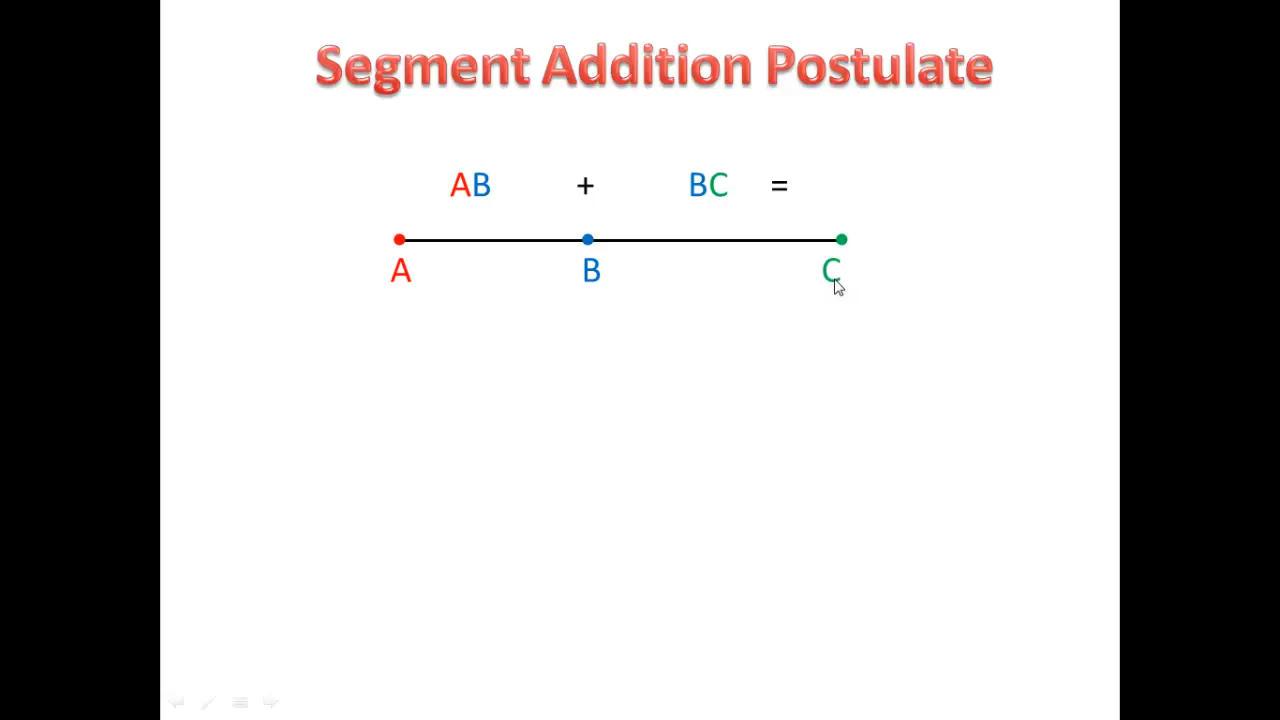 Segment Addition Postulate
AB + BC =
A B C